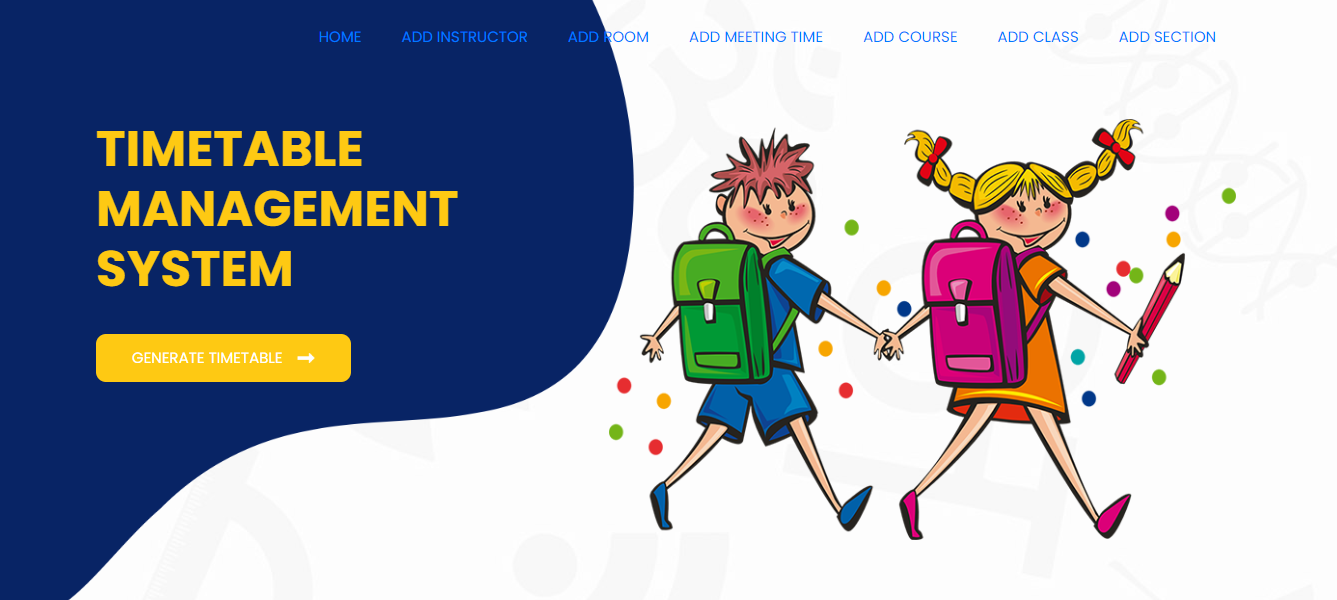 HOME ADD INSTRUCTOR ADD ROOM ADD MEETING TIME ADD COURSE ADD CLASS ADD SECTION
TIMETABLE
MANAGEMENT
SYSTEM
GENERATE TIMETABLE